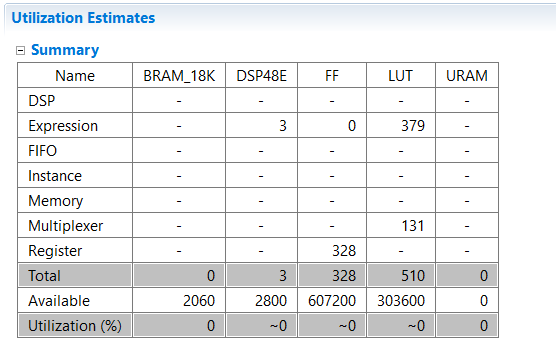 Utilization Estimates
Summary
Name BRAM_18K DSP48E FF LUT URAM
DSP - - - - -
Expression - 3 0 379 -
FIFO - - - - -
Instance - - - - -
Memory - - - - -
Multiplexer - - - 131 -
Register - - 328 - -
Total 0 3 328 510 0
Available 2060 2800 607200 303600 0
Utilization (%) 0 ~0 ~0 ~0 0